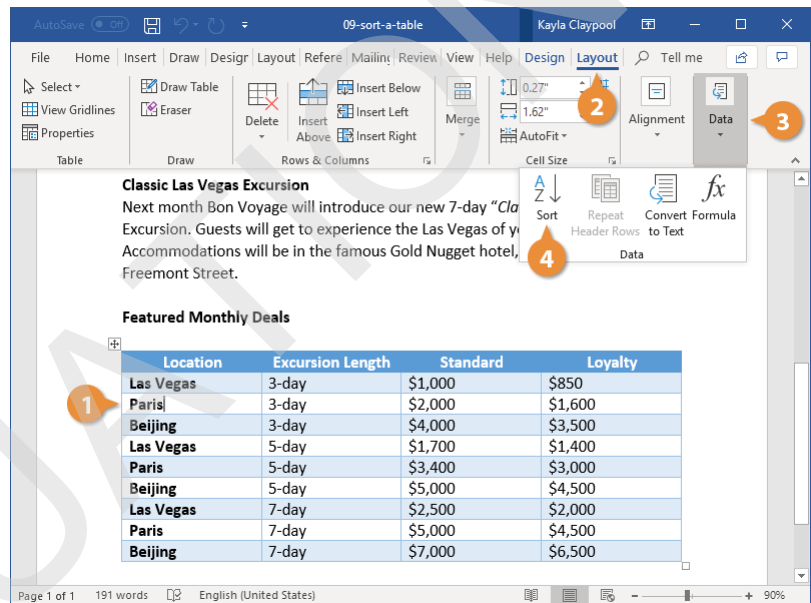 AutoSave Off 09-sort-a-table Kayla Claypool
File Home Insert Draw Desigr Layout Refere Mailing Review View Help Design Layout Tell me
Select Draw Table Insert Below 0.27"
View Gridlines Eraser Insert Left 1.62"
Properties Delete Insert Above Insert Right Merge AutoFit Alignment Data
Table Draw Rows & Columns Cell Size
2
3
Sort Repeat Header Rows Convert to Text Formula
4
Data
Classic Las Vegas Excursion
Next month Bon Voyage will introduce our new 7-day “Cla
Excursion. Guests will get to experience the Las Vegas of y
Accommodations will be in the famous Gold Nugget hotel,
Freemont Street.
Featured Monthly Deals
Location Excursion Length Standard Loyalty
Las Vegas 3-day $1,000 $850
1
Paris 3-day $2,000 $1,600
Beijing 3-day $4,000 $3,500
Las Vegas 5-day $1,700 $1,400
Paris 5-day $3,400 $3,000
Beijing 5-day $5,000 $4,500
Las Vegas 7-day $2,500 $2,000
Paris 7-day $5,000 $4,500
Beijing 7-day $7,000 $6,500
Page 1 of 1 191 words English (United States) 90%